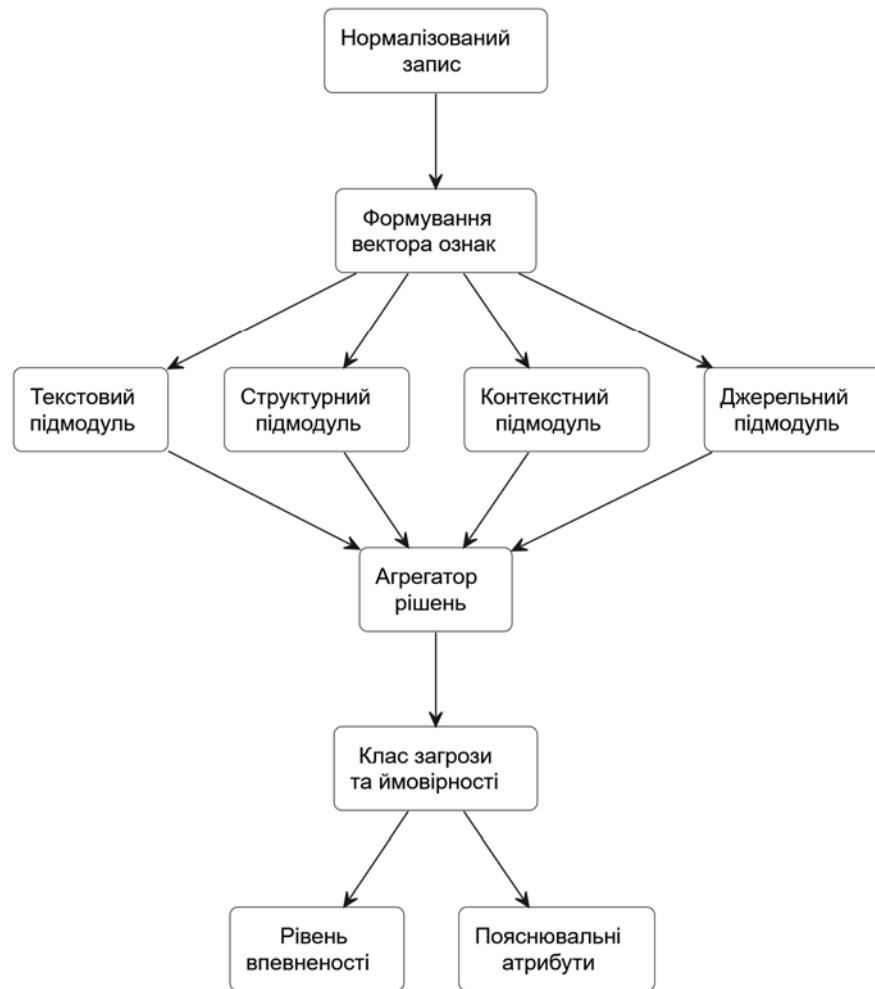 Нормалізований
запис
Формування
вектора ознак
Текстовий
підмодуль
Структурний
підмодуль
Контекстний
підмодуль
Джерельний
підмодуль
Агрегатор
рішень
Клас загрози
та ймовірності
Рівень
впевненості
Пояснювальні
атрибути